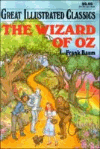 GREAT ILLUSTRATED CLASSICS
THE WIZARD
OF OZ
L. Frank Baum